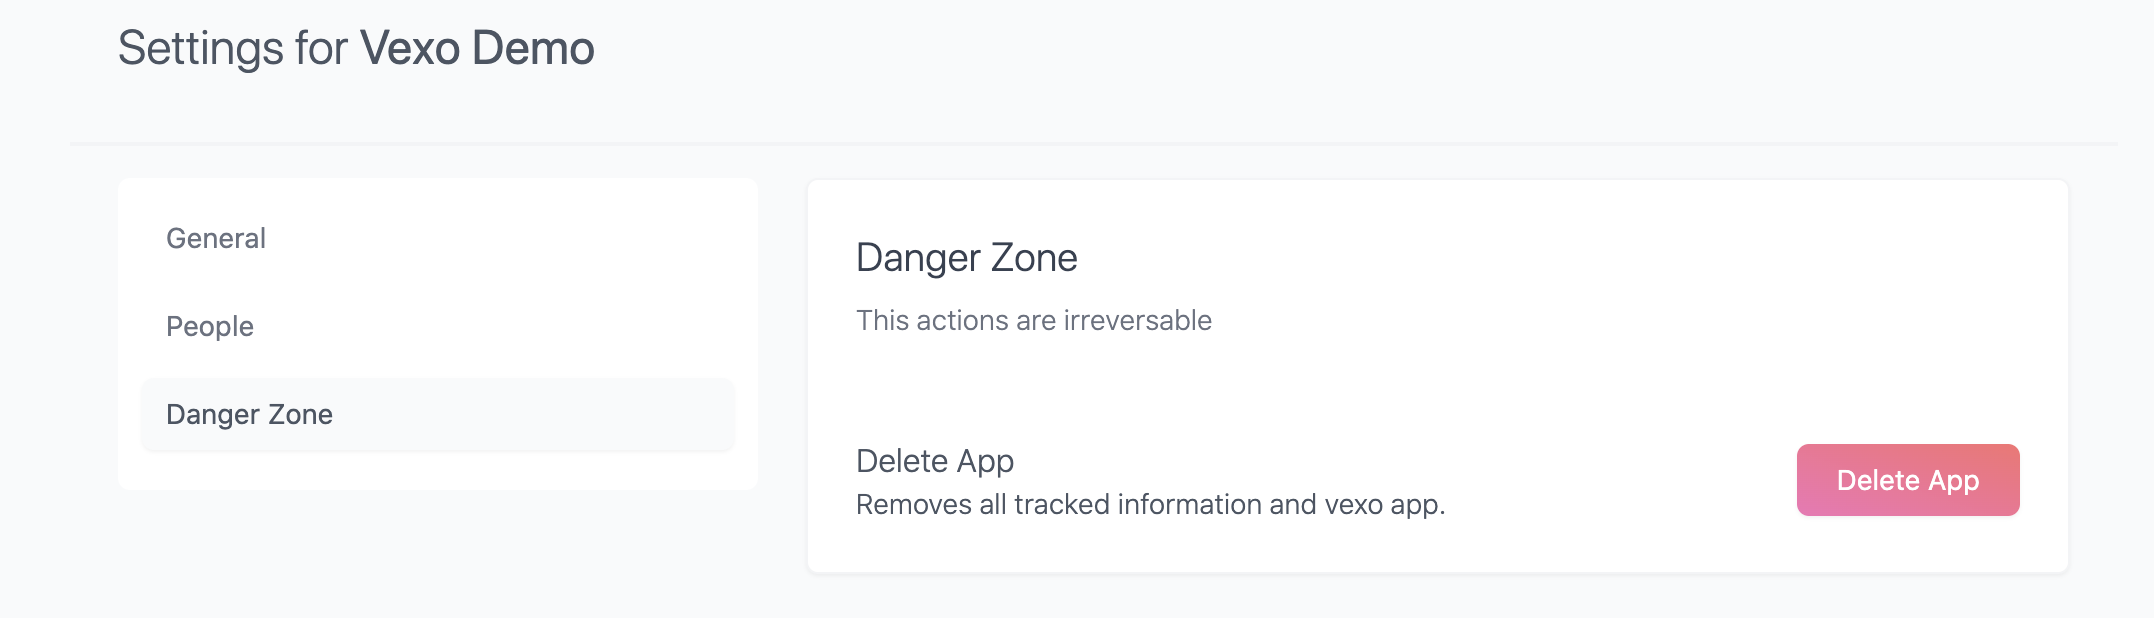 Settings for Vexo Demo
General
People
Danger Zone
Danger Zone
This actions are irreversable
Delete App
Removes all tracked information and vexo app.
Delete App